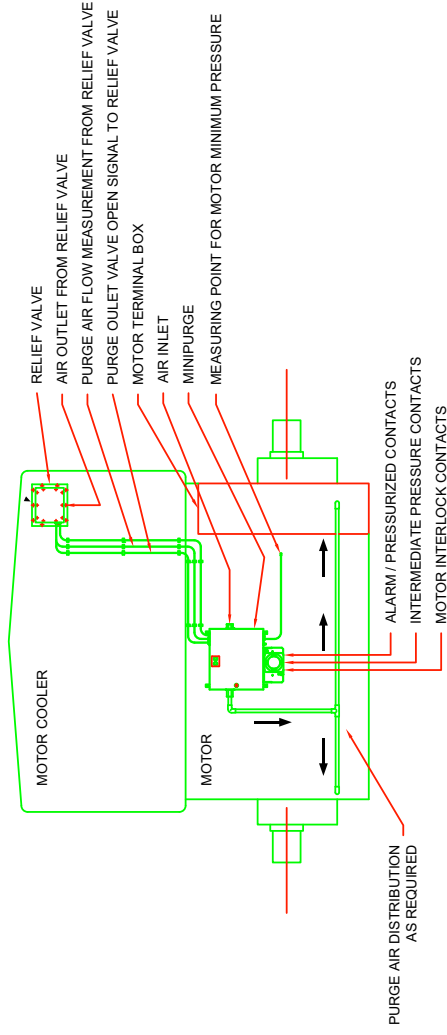 RELIEF VALVE
AIR OUTLET FROM RELIEF VALVE
PURGE AIR FLOW MEASUREMENT FROM RELIEF VALVE
PURGE OULET VALVE OPEN SIGNAL TO RELIEF VALVE
MOTOR TERMINAL BOX
AIR INLET
MINIPURGE
MEASURING POINT FOR MOTOR MINIMUM PRESSURE
MOTOR COOLER
MOTOR
ALARM / PRESSURIZED CONTACTS
INTERMEDIATE PRESSURE CONTACTS
MOTOR INTERLOCK CONTACTS
PURGE AIR DISTRIBUTION
AS REQUIRED